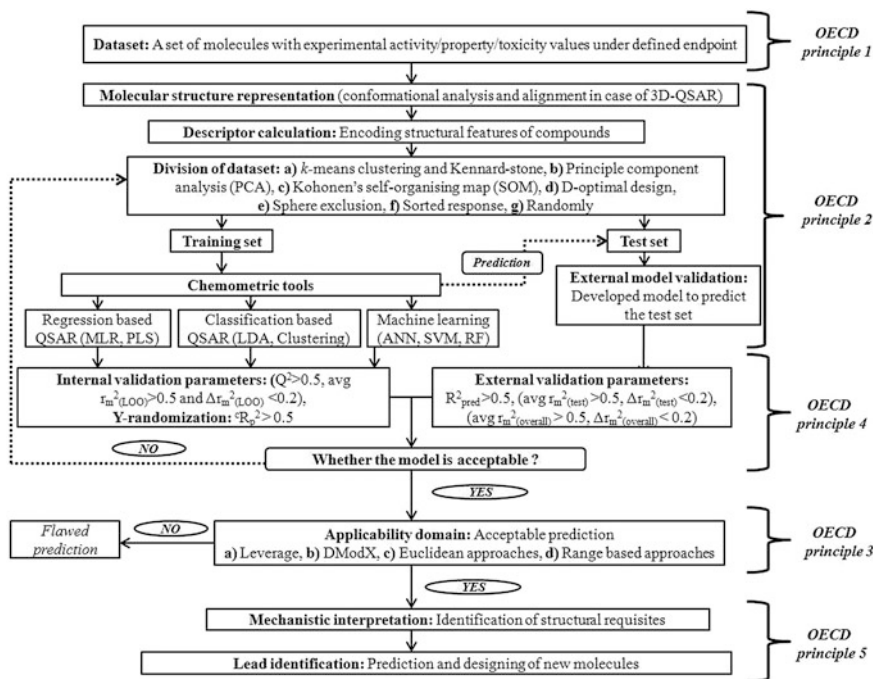 Dataset: A set of molecules with experimental activity/property/toxicity values under defined endpoint
OECD
principle 1
Molecular structure representation (conformational analysis and alignment in case of 3D-QSAR)
Descriptor calculation: Encoding structural features of compounds
Division of dataset: a) k-means clustering and Kennard-stone, b) Principle component
analysis (PCA), c) Kohonen's self-organising map (SOM), d) D-optimal design,
e) Sphere exclusion, f) Sorted response, g) Randomly
OECD
principle 2
Training set
Test set
Prediction
Chemometric tools
External model validation:
Developed model to predict
the test set
Regression based
QSAR (MLR, PLS)
Classification based
QSAR (LDA, Clustering)
Machine learning
(ANN, SVM, RF)
Internal validation parameters: (Q²>0.5, avg
rm²(LOO)>0.5 and Δrm²(LOO) <0.2),
Y-randomization: cRp² > 0.5
External validation parameters:
R²pred>0.5, (avg rm²(test) >0.5, Δrm²(test) <0.2),
(avg rm²(overall) > 0.5, Δrm²(overall) < 0.2)
OECD
principle 4
NO
Whether the model is acceptable ?
YES
Flawed
prediction
NO
Applicability domain: Acceptable prediction
a) Leverage, b) DModX, c) Euclidean approaches, d) Range based approaches
OECD
principle 3
YES
Mechanistic interpretation: Identification of structural requisites
Lead identification: Prediction and designing of new molecules
OECD
principle 5